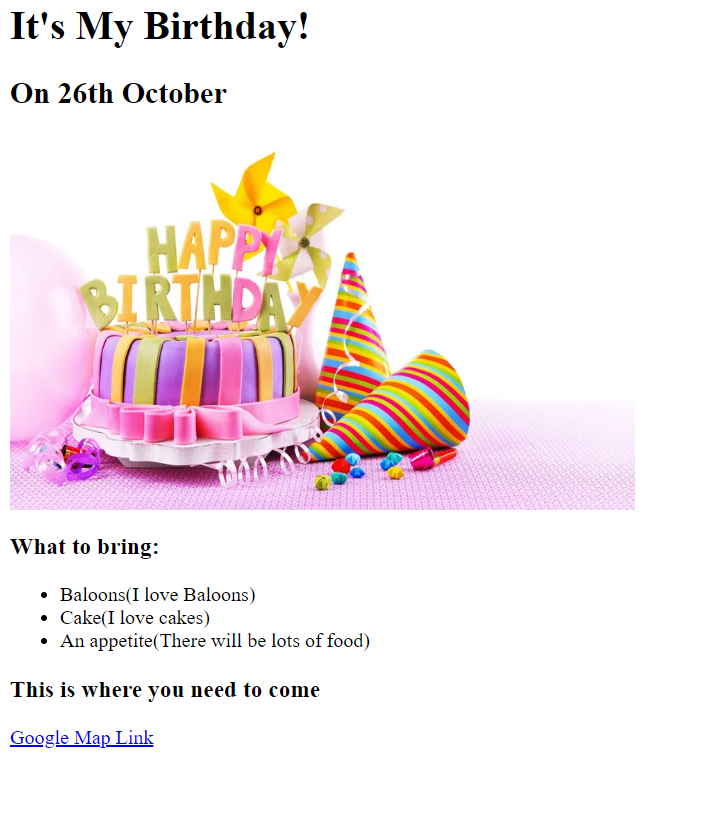 It's My Birthday!
On 26th October
HAPPY
BIRTHDAY
What to bring:
Baloons(I love Baloons)
Cake(I love cakes)
An appetite(There will be lots of food)
This is where you need to come
Google Map Link